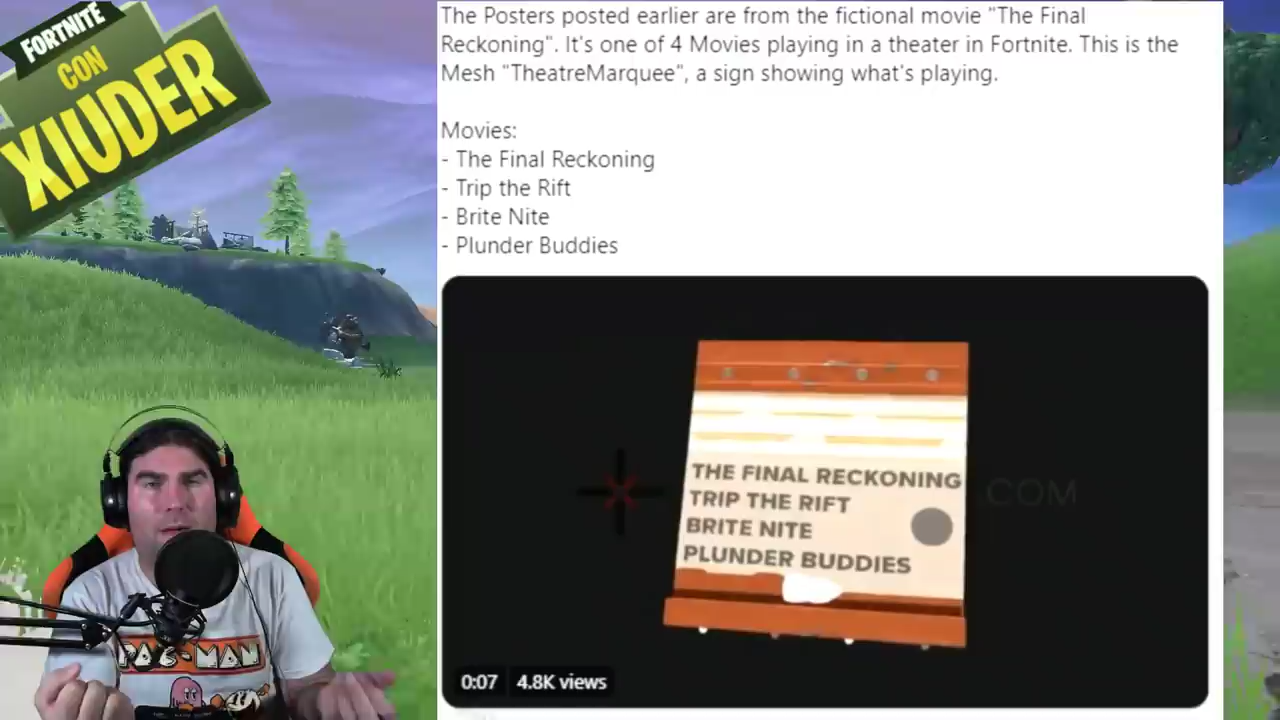 FORTNITE
CON
XIUDER
The Posters posted earlier are from the fictional movie "The Final
Reckoning". It's one of 4 Movies playing in a theater in Fortnite. This is the
Mesh "TheatreMarquee", a sign showing what's playing.
Movies:
- The Final Reckoning
- Trip the Rift
- Brite Nite
- Plunder Buddies
THE FINAL RECKONING
TRIP THE RIFT
BRITE NITE
PLUNDER BUDDIES
.COM
0:07 4.8K views
PAC-MAN